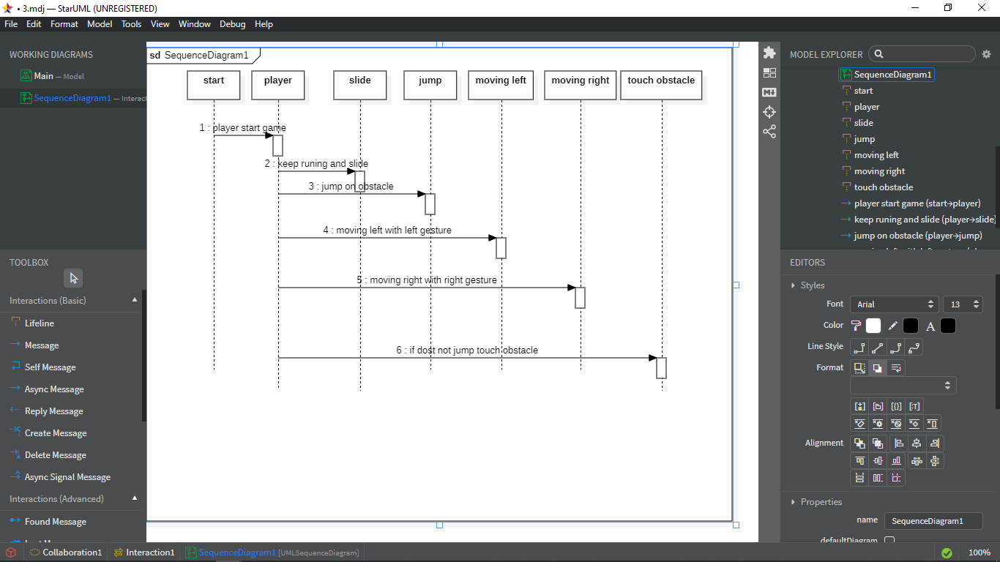 • 3.mdj — StarUML (UNREGISTERED)
File Edit Format Model Tools View Window Debug Help
WORKING DIAGRAMS
Main — Model
SequenceDiagram1 — Interact
TOOLBOX
Interactions (Basic)
Lifeline
Message
Self Message
Async Message
Reply Message
Create Message
Delete Message
Async Signal Message
Interactions (Advanced)
Found Message
sd SequenceDiagram1
start player slide jump moving left moving right touch obstacle
1 : player start game
2 : keep runing and slide
3 : jump on obstacle
4 : moving left with left gesture
5 : moving right with right gesture
6 : if dost not jump touch obstacle
MODEL EXPLORER
SequenceDiagram1
start
player
slide
jump
moving left
moving right
touch obstacle
player start game (start→player)
keep runing and slide (player→slide)
jump on obstacle (player→jump)
EDITORS
Styles
Font Arial 13
Color A
Line Style
Format
Alignment
Properties
name SequenceDiagram1
defaultDiagram
Collaboration1 Interaction1 SequenceDiagram1 [UMLSequenceDiagram] 100%